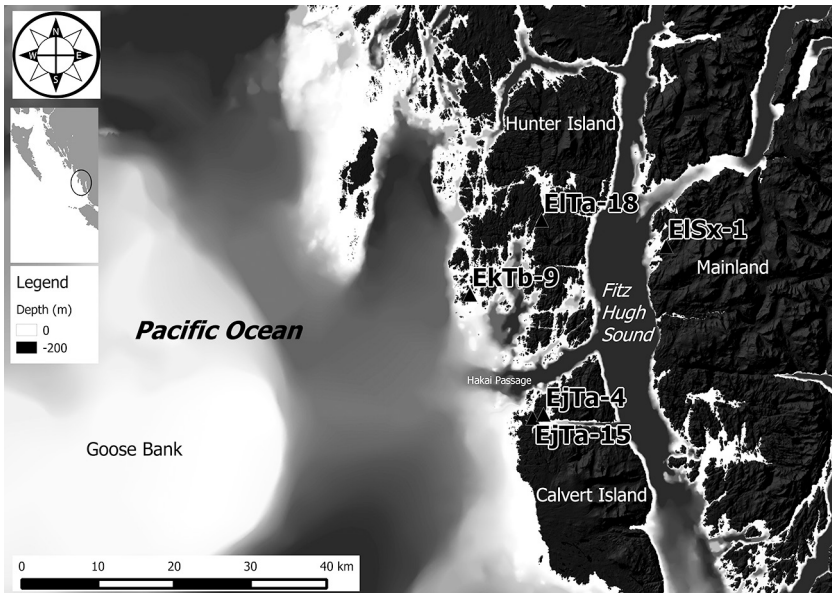 N
W E
S
Hunter Island
ElTa-18
ElSx-1
Mainland
EkTb-9
Legend
Depth (m)
0
-200
Fitz
Hugh
Sound
Pacific Ocean
Hakai Passage
EjTa-4
EjTa-15
Goose Bank
Calvert Island
0 10 20 30 40 km